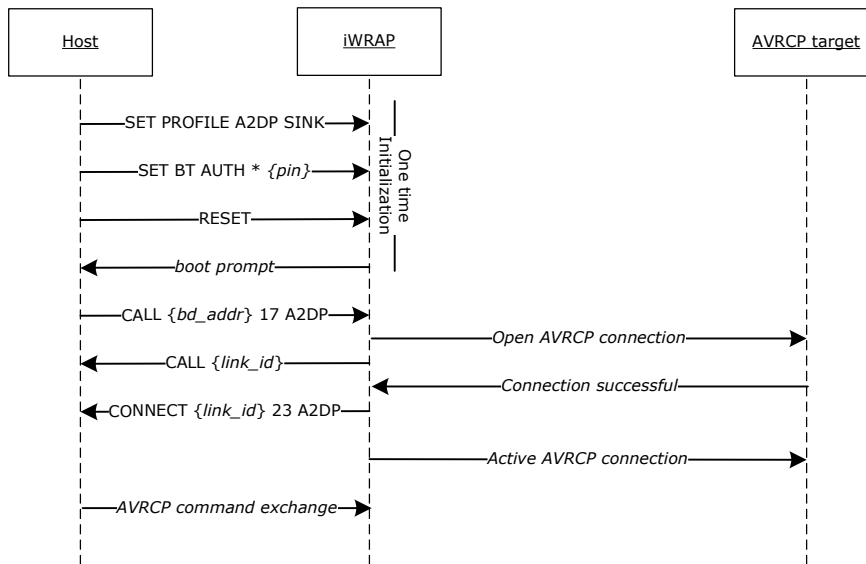 Host
iWRAP
AVRCP target
SET PROFILE A2DP SINK
SET BT AUTH * {pin}
RESET
boot prompt
One time
Initialization
CALL {bd_addr} 17 A2DP
Open AVRCP connection
CALL {link_id}
Connection successful
CONNECT {link_id} 23 A2DP
Active AVRCP connection
AVRCP command exchange